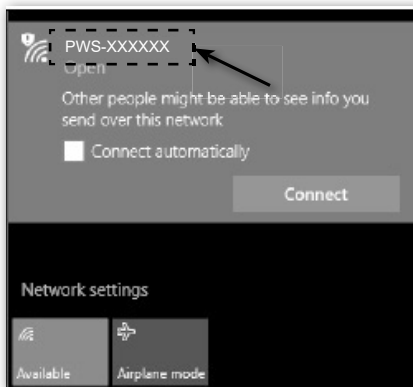 PWS-XXXXXX
Open
Other people might be able to see info you
send over this network
Connect automatically
Connect
Network settings
Available
Airplane mode